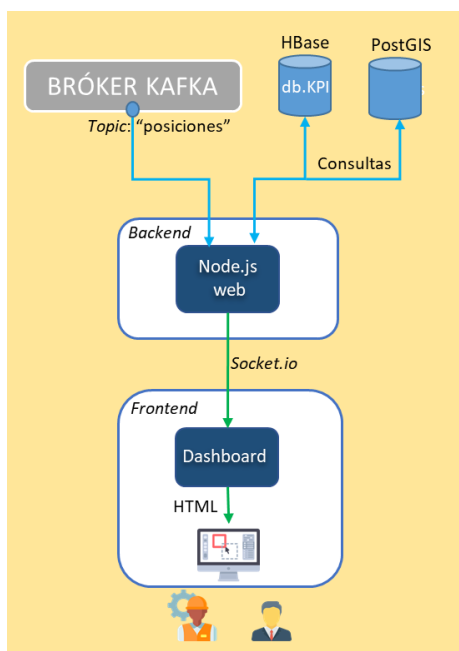 HBase
PostGIS
BRÓKER KAFKA
db.KPI
Topic: “posiciones”
Consultas
Backend
Node.js
web
Socket.io
Frontend
Dashboard
HTML